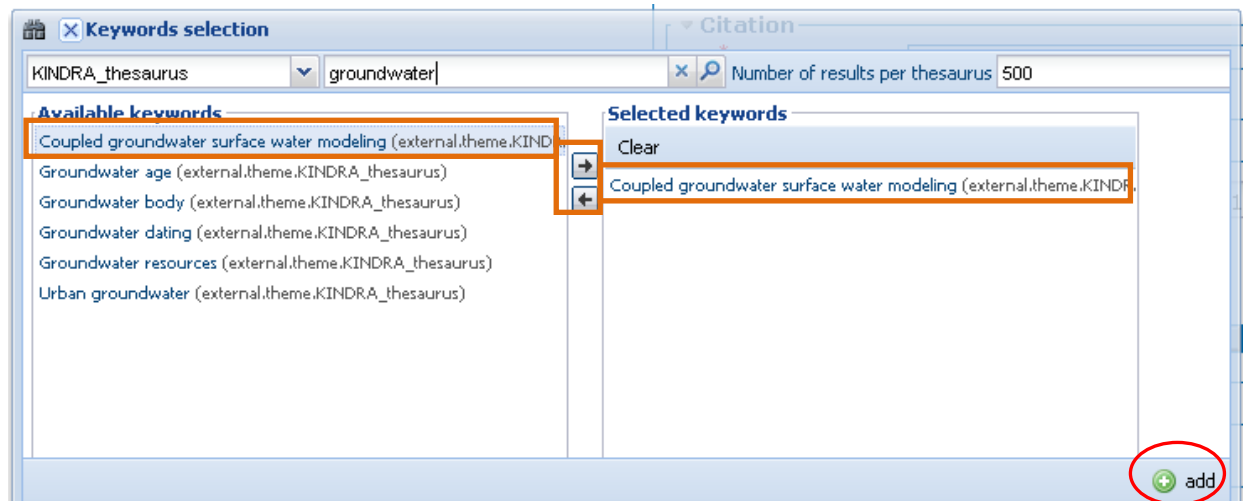 Keywords selection
Citation
KINDRA_thesaurus groundwater Number of results per thesaurus 500
Available keywords
Coupled groundwater surface water modeling (external.theme.KIND
Groundwater age (external.theme.KINDRA_thesaurus)
Groundwater body (external.theme.KINDRA_thesaurus)
Groundwater dating (external.theme.KINDRA_thesaurus)
Groundwater resources (external.theme.KINDRA_thesaurus)
Urban groundwater (external.theme.KINDRA_thesaurus)
Selected keywords
Clear
Coupled groundwater surface water modeling (external.theme.KINDR.
add